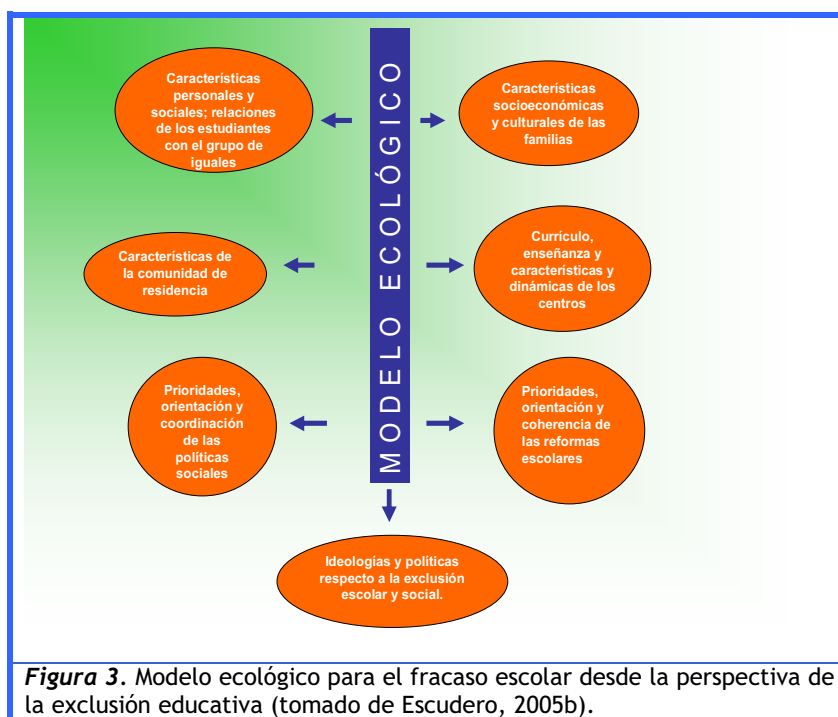 Características
personales y
sociales; relaciones
de los estudiantes
con el grupo de
iguales
MODELO ECOLÓGICO
Características
socioeconómicas
y culturales de las
familias
Características de
la comunidad de
residencia
Currículo,
enseñanza y
características y
dinámicas de los
centros
Prioridades,
orientación y
coordinación
de las
políticas
sociales
Prioridades,
orientación y
coherencia de
las reformas
escolares
Ideologías y políticas
respecto a la exclusión
escolar y social.
Figura 3. Modelo ecológico para el fracaso escolar desde la perspectiva de
la exclusión educativa (tomado de Escudero, 2005b).